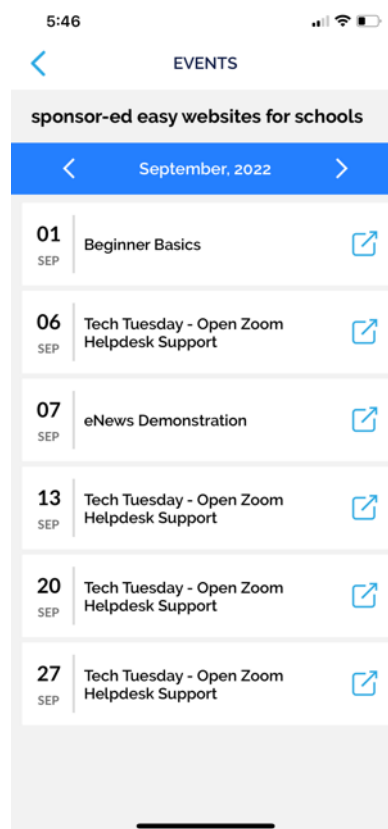 5:46
EVENTS
sponsor-ed easy websites for schools
September, 2022
01
SEP
Beginner Basics
06
SEP
Tech Tuesday - Open Zoom
Helpdesk Support
07
SEP
eNews Demonstration
13
SEP
Tech Tuesday - Open Zoom
Helpdesk Support
20
SEP
Tech Tuesday - Open Zoom
Helpdesk Support
27
SEP
Tech Tuesday - Open Zoom
Helpdesk Support